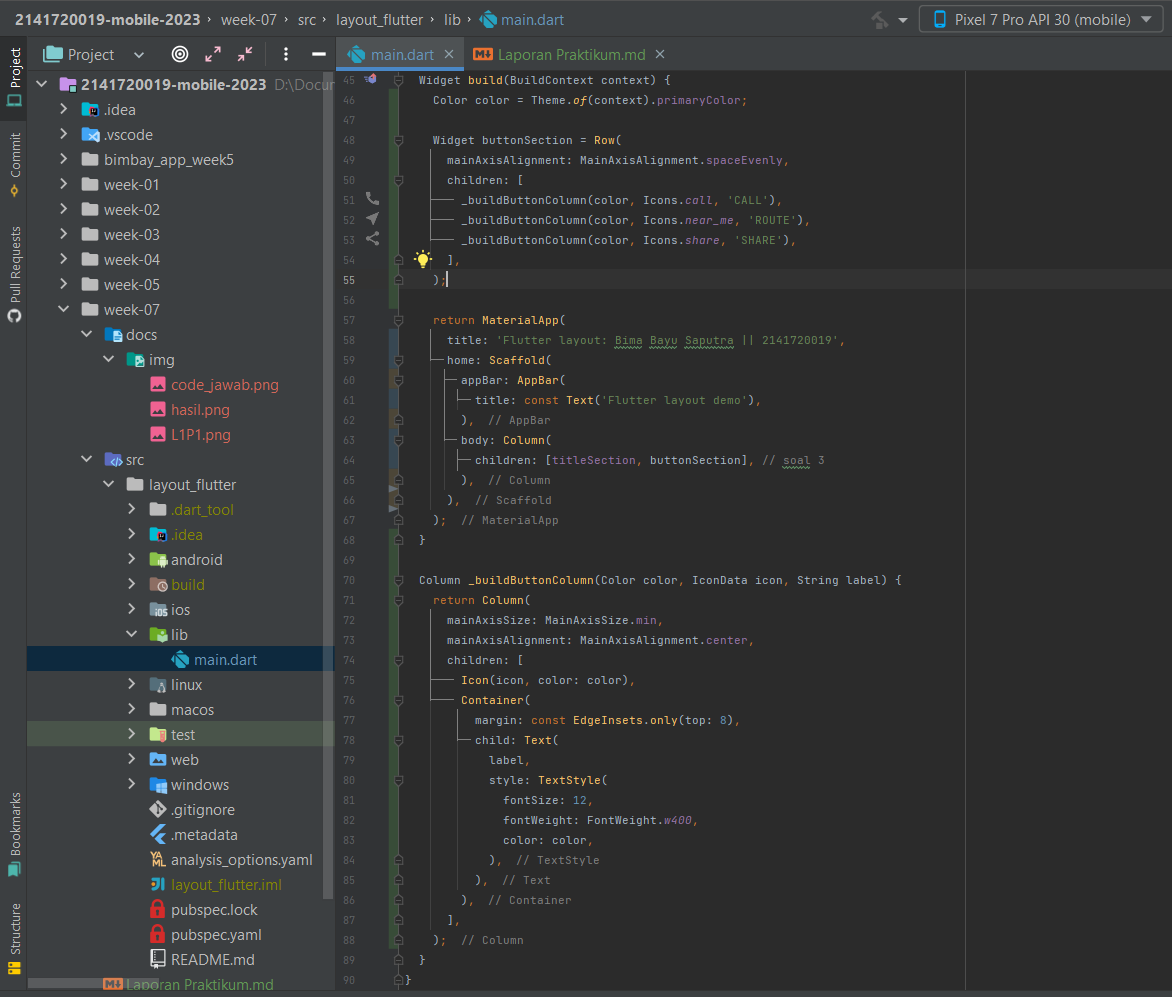 2141720019-mobile-2023 › week-07 › src › layout_flutter › lib › main.dart
Pixel 7 Pro API 30 (mobile)
Project
Commit
Pull Requests
Bookmarks
Structure
Project
2141720019-mobile-2023 D:\Docur
.idea
.vscode
bimbay_app_week5
week-01
week-02
week-03
week-04
week-05
week-07
docs
img
code_jawab.png
hasil.png
L1P1.png
src
layout_flutter
.dart_tool
.idea
android
build
ios
lib
main.dart
linux
macos
test
web
windows
.gitignore
.metadata
analysis_options.yaml
layout_flutter.iml
pubspec.lock
pubspec.yaml
README.md
Laporan Praktikum.md
main.dart
Laporan Praktikum.md
45 Widget build(BuildContext context) {
46 Color color = Theme.of(context).primaryColor;
47
48 Widget buttonSection = Row(
49 mainAxisAlignment: MainAxisAlignment.spaceEvenly,
50 children: [
51 _buildButtonColumn(color, Icons.call, 'CALL'),
52 _buildButtonColumn(color, Icons.near_me, 'ROUTE'),
53 _buildButtonColumn(color, Icons.share, 'SHARE'),
54 ],
55 );
56
57 return MaterialApp(
58 title: 'Flutter layout: Bima Bayu Saputra || 2141720019',
59 home: Scaffold(
60 appBar: AppBar(
61 title: const Text('Flutter layout demo'),
62 ), // AppBar
63 body: Column(
64 children: [titleSection, buttonSection], // soal 3
65 ), // Column
66 ), // Scaffold
67 ); // MaterialApp
68 }
69
70 Column _buildButtonColumn(Color color, IconData icon, String label) {
71 return Column(
72 mainAxisSize: MainAxisSize.min,
73 mainAxisAlignment: MainAxisAlignment.center,
74 children: [
75 Icon(icon, color: color),
76 Container(
77 margin: const EdgeInsets.only(top: 8),
78 child: Text(
79 label,
80 style: TextStyle(
81 fontSize: 12,
82 fontWeight: FontWeight.w400,
83 color: color,
84 ), // TextStyle
85 ), // Text
86 ), // Container
87 ],
88 ); // Column
89 }
90 }